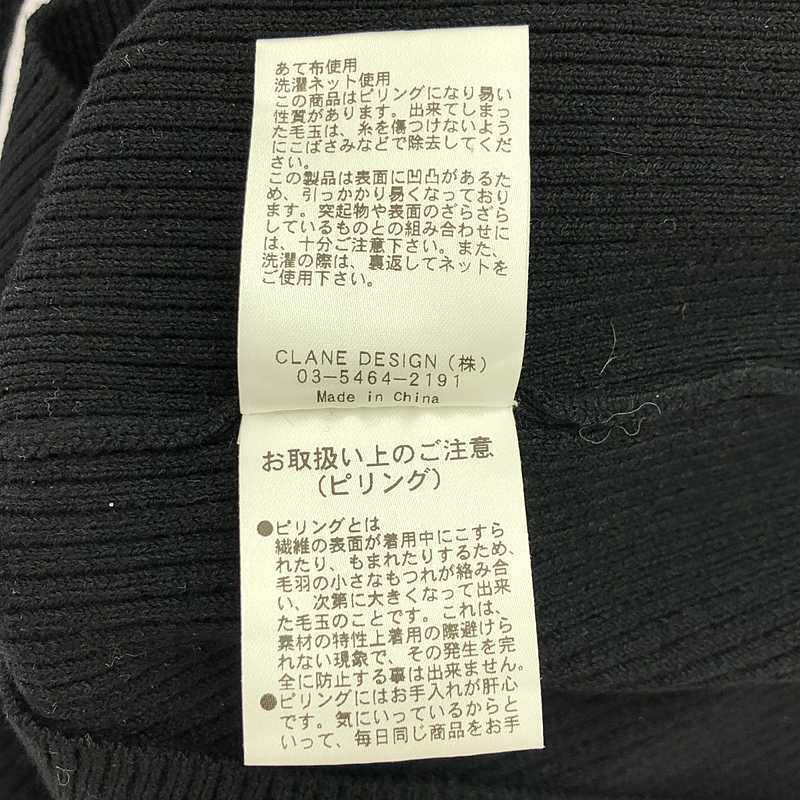 あて布使用
洗濯ネット使用
この商品はピリングになり易い
性質があります。出来てしまっ
た毛玉は、糸を傷つけないよう
にこばさみなどで除去してくだ
さい。
この製品は表面に凹凸があるた
め、引っかかり易くなっており
ます。突起物や表面のざらざら
しているものとの組み合わせに
は、十分ご注意下さい。また、
洗濯の際は、裏返してネットを
ご使用下さい。
CLANE DESIGN (株)
03-5464-2191
Made in China
お取扱い上のご注意
(ピリング)
●ピリングとは
繊維の表面が着用中にこすら
れたり、もまれたりするため、
毛羽の小さなもつれが絡み合
い、次第に大きくなって出来
た毛玉のことです。これは、
素材の特性上着用の際避けら
れない現象で、その発生を完
全に防止する事は出来ません。
●ピリングにはお手入れが肝心
です。気にいっているからと
いって、毎日同じ商品をお手